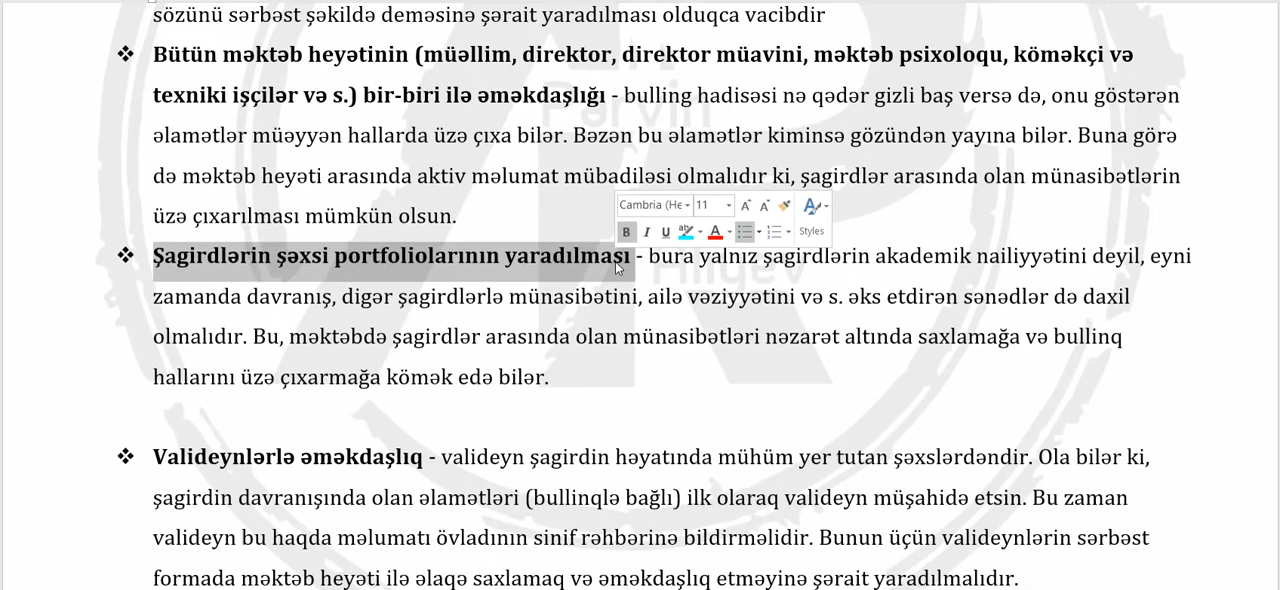 sözünü sərbəst şəkildə deməsinə şərait yaradılması olduqca vacibdir
❖ Bütün məktəb heyətinin (müəllim, direktor, direktor müavini, məktəb psixoloqu, köməkçi və
texniki işçilər və s.) bir-biri ilə əməkdaşlığı - bulling hadisəsi nə qədər gizli baş versə də, onu göstərən
əlamətlər müəyyən hallarda üzə çıxa bilər. Bəzən bu əlamətlər kiminsə gözündən yayına bilər. Buna görə
də məktəb heyəti arasında aktiv məlumat mübadiləsi olmalıdır ki, şagirdlər arasında olan münasibətlərin
üzə çıxarılması mümkün olsun.
Cambria (He 11
B I U aby A Styles
❖ Şagirdlərin şəxsi portfoliolarının yaradılması - bura yalnız şagirdlərin akademik nailiyyətini deyil, eyni
zamanda davranış, digər şagirdlərlə münasibətini, ailə vəziyyətini və s. əks etdirən sənədlər də daxil
olmalıdır. Bu, məktəbdə şagirdlər arasında olan münasibətləri nəzarət altında saxlamağa və bullinq
hallarını üzə çıxarmağa kömək edə bilər.
❖ Valideynlərlə əməkdaşlıq - valideyn şagirdin həyatında mühüm yer tutan şəxslərdəndir. Ola bilər ki,
şagirdin davranışında olan əlamətləri (bullinqlə bağlı) ilk olaraq valideyn müşahidə etsin. Bu zaman
valideyn bu haqda məlumatı övladının sinif rəhbərinə bildirməlidir. Bunun üçün valideynlərin sərbəst
formada məktəb heyəti ilə əlaqə saxlamaq və əməkdaşlıq etməyinə şərait yaradılmalıdır.